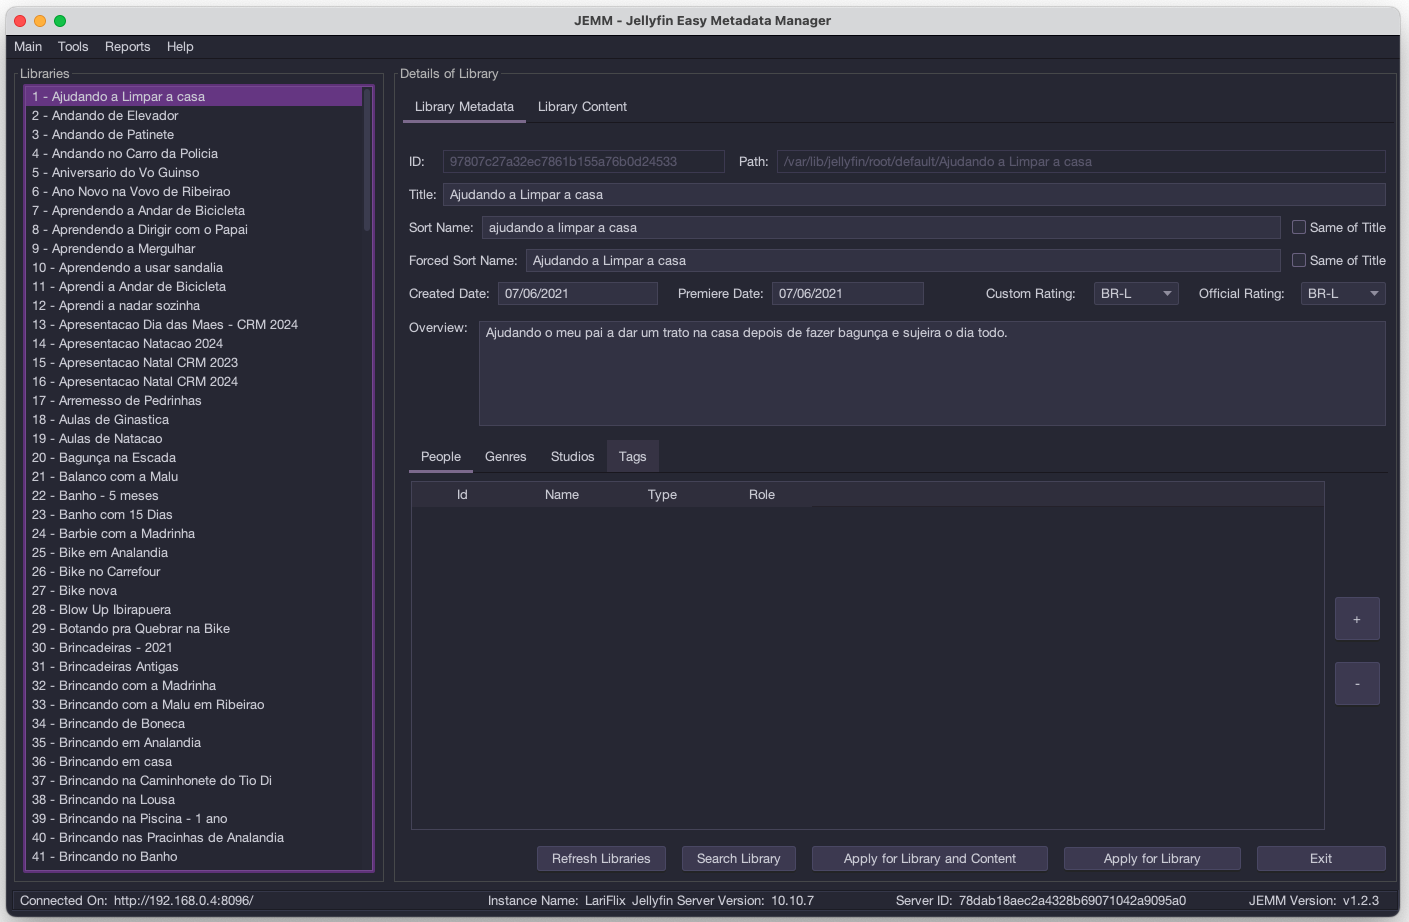 JEMM - Jellyfin Easy Metadata Manager
Main Tools Reports Help
Libraries
1 - Ajudando a Limpar a casa
2 - Andando de Elevador
3 - Andando de Patinete
4 - Andando no Carro da Policia
5 - Aniversario do Vo Guinso
6 - Ano Novo na Vovo de Ribeirao
7 - Aprendendo a Andar de Bicicleta
8 - Aprendendo a Dirigir com o Papai
9 - Aprendendo a Mergulhar
10 - Aprendendo a usar sandalia
11 - Aprendi a Andar de Bicicleta
12 - Aprendi a nadar sozinha
13 - Apresentacao Dia das Maes - CRM 2024
14 - Apresentacao Natacao 2024
15 - Apresentacao Natal CRM 2023
16 - Apresentacao Natal CRM 2024
17 - Arremesso de Pedrinhas
18 - Aulas de Ginastica
19 - Aulas de Natacao
20 - Bagunça na Escada
21 - Balanco com a Malu
22 - Banho - 5 meses
23 - Banho com 15 Dias
24 - Barbie com a Madrinha
25 - Bike em Analandia
26 - Bike no Carrefour
27 - Bike nova
28 - Blow Up Ibirapuera
29 - Botando pra Quebrar na Bike
30 - Brincadeiras - 2021
31 - Brincadeiras Antigas
32 - Brincando com a Madrinha
33 - Brincando com a Malu em Ribeirao
34 - Brincando de Boneca
35 - Brincando em Analandia
36 - Brincando em casa
37 - Brincando na Caminhonete do Tio Di
38 - Brincando na Lousa
39 - Brincando na Piscina - 1 ano
40 - Brincando nas Pracinhas de Analandia
41 - Brincando no Banho
Details of Library
Library Metadata Library Content
ID: 97807c27a32ec7861b155a76b0d24533 Path: /var/lib/jellyfin/root/default/Ajudando a Limpar a casa
Title: Ajudando a Limpar a casa
Sort Name: ajudando a limpar a casa Same of Title
Forced Sort Name: Ajudando a Limpar a casa Same of Title
Created Date: 07/06/2021 Premiere Date: 07/06/2021 Custom Rating: BR-L Official Rating: BR-L
Overview: Ajudando o meu pai a dar um trato na casa depois de fazer bagunça e sujeira o dia todo.
People Genres Studios Tags
Id Name Type Role
+
-
Refresh Libraries Search Library Apply for Library and Content Apply for Library Exit
Connected On: http://192.168.0.4:8096/ Instance Name: LariFlix Jellyfin Server Version: 10.10.7 Server ID: 78dab18aec2a4328b69071042a9095a0 JEMM Version: v1.2.3